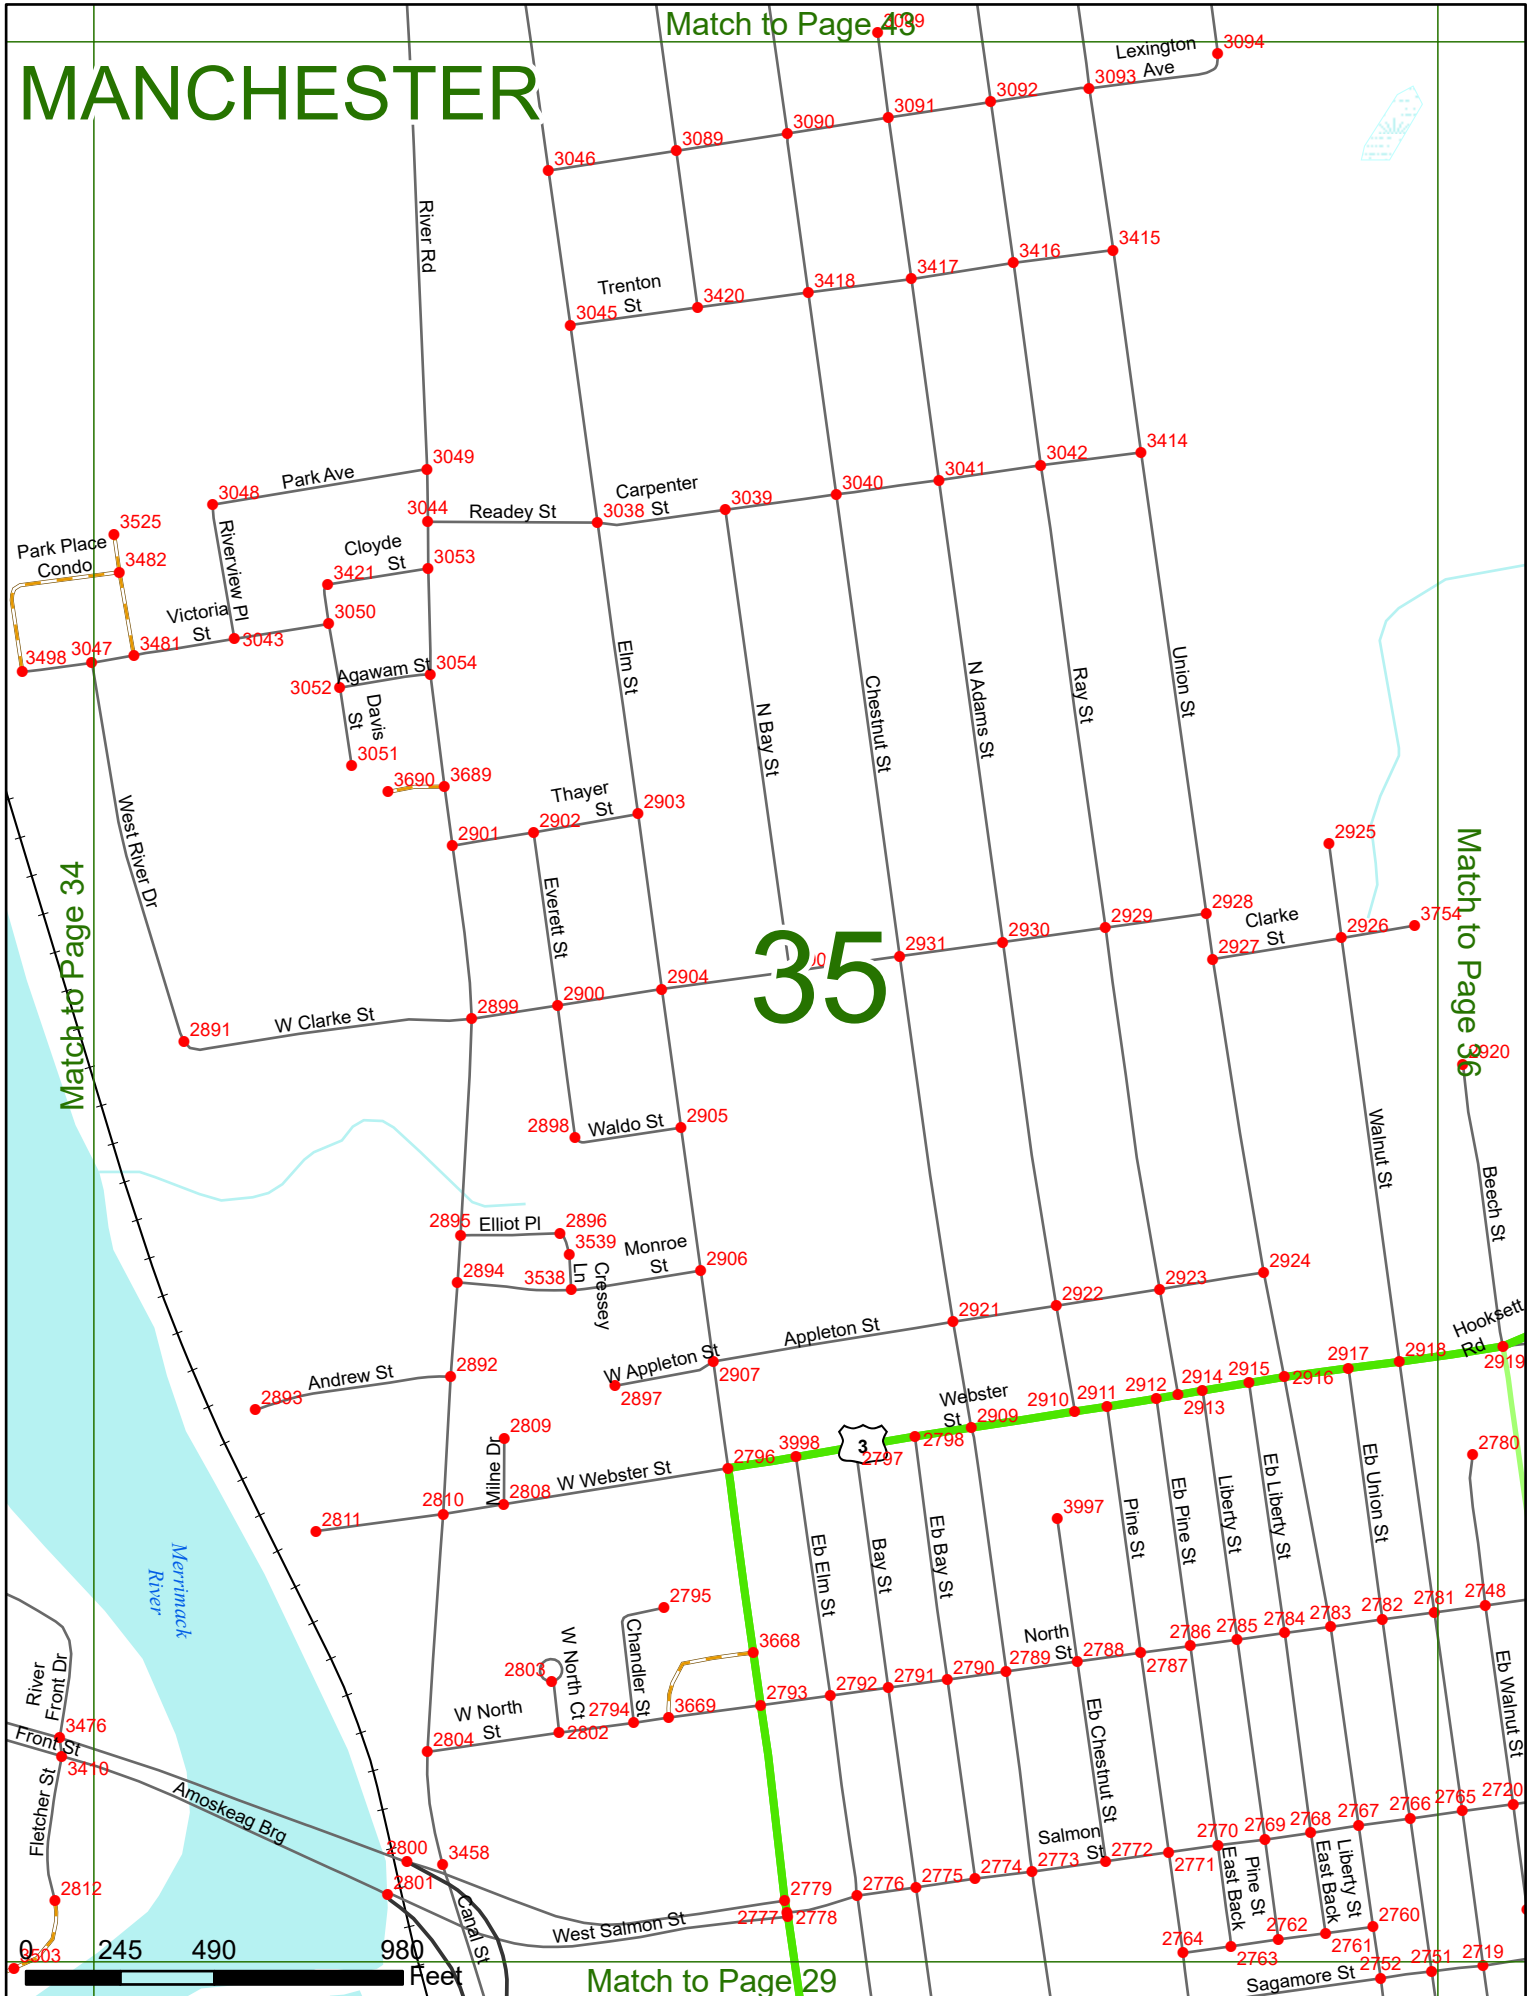 Match to Page 43
MANCHESTER
3099
Lexington
Ave
3094
3093
3092
3091
3090
3089
3046
River Rd
3415
3416
3417
3418
3420
Trenton
St
3045
3414
3042
3041
3040
3039
Carpenter
St
3038
3049
Park Ave
3048
3044
Readey St
3525
Park Place
Condo
3482
Riverview Pl
Cloyde
St
3053
3421
3050
Victoria
St
3043
3481
3047
3498
Agawam St
3054
3052
Davis
St
3051
3690
3689
Elm St
N Bay St
Chestnut St
N Adams St
Ray St
Union St
West River Dr
Thayer
St
2903
2902
2901
Everett St
2925
2928
2929
2930
2931
Clarke
St
2926
3754
2927
Match to Page 34
Match to Page 36
35
2904
2900
2899
W Clarke St
2891
2920
2898
Waldo St
2905
Walnut St
Beech St
2895
Elliot Pl
2896
3539
Cressey
Ln
Monroe
St
2906
2894
3538
2924
2923
2922
2921
Appleton St
Hooksett
Rd
2919
2918
2917
2916
2915
2914
2913
2912
2911
2910
2909
Webster
St
W Appleton St
2907
2897
Andrew St
2892
2893
2809
Milne Dr
2808
W Webster St
2796
3998
3
2797
2798
2810
2811
2780
3997
Eb Elm St
Bay St
Eb Bay St
Pine St
Eb Pine St
Liberty St
Eb Liberty St
Eb Union St
Merrimack
River
2795
Chandler St
3668
W North Ct
2803
2794
3669
2793
2792
2791
2790
2789
North
St
2788
2787
2786
2785
2784
2783
2782
2781
2748
W North
St
2804
2802
River
Front Dr
3476
Front St
3410
Fletcher St
Amoskeag Brg
Eb Chestnut St
Eb Walnut St
2800
3458
2801
Canal St
2812
3503
2779
2777
2778
West Salmon St
2776
2775
2774
2773
Salmon
St
2772
2771
2770
2769
2768
2767
2766
2765
2720
East Back
Pine St
East Back
Liberty St
2764
2763
2762
2761
2760
2752
2751
2719
Sagamore St
0
245
490
980
Feet
Match to Page 29